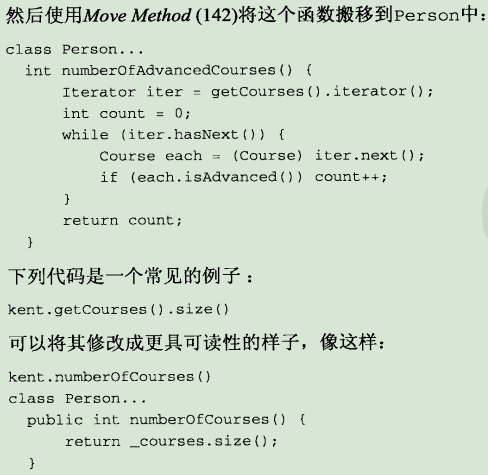 然后使用Move Method (142)将这个函数搬移到Person中：
class Person...
  int numberOfAdvancedCourses() {
      Iterator iter = getCourses().iterator();
      int count = 0;
      while (iter.hasNext()) {
          Course each = (Course) iter.next();
          if (each.isAdvanced()) count++;
      }
      return count;
  }
下列代码是一个常见的例子：
kent.getCourses().size()
可以将其修改成更具可读性的样子，像这样：
kent.numberOfCourses()
class Person...
  public int numberOfCourses() {
      return _courses.size();
  }